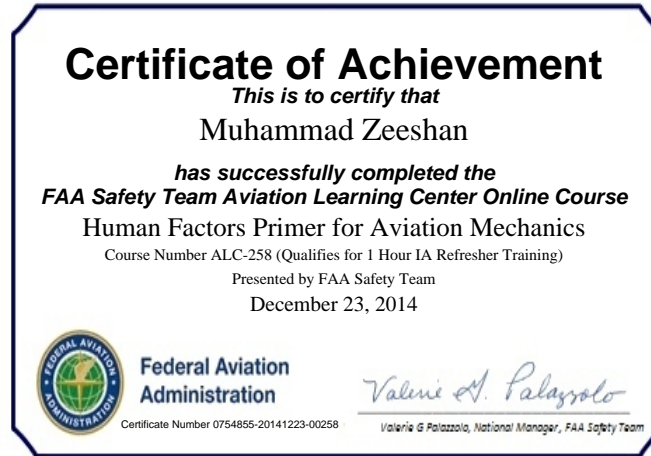 Certificate of Achievement
This is to certify that
Muhammad Zeeshan
has successfully completed the
FAA Safety Team Aviation Learning Center Online Course
Human Factors Primer for Aviation Mechanics
Course Number ALC-258 (Qualifies for 1 Hour IA Refresher Training)
Presented by FAA Safety Team
December 23, 2014
FEDERAL AVIATION
ADMINISTRATION
Federal Aviation
Administration
Certificate Number 0754855-20141223-00258
Valerie G. Palazzolo
Valerie G Palazzolo, National Manager, FAA Safety Team